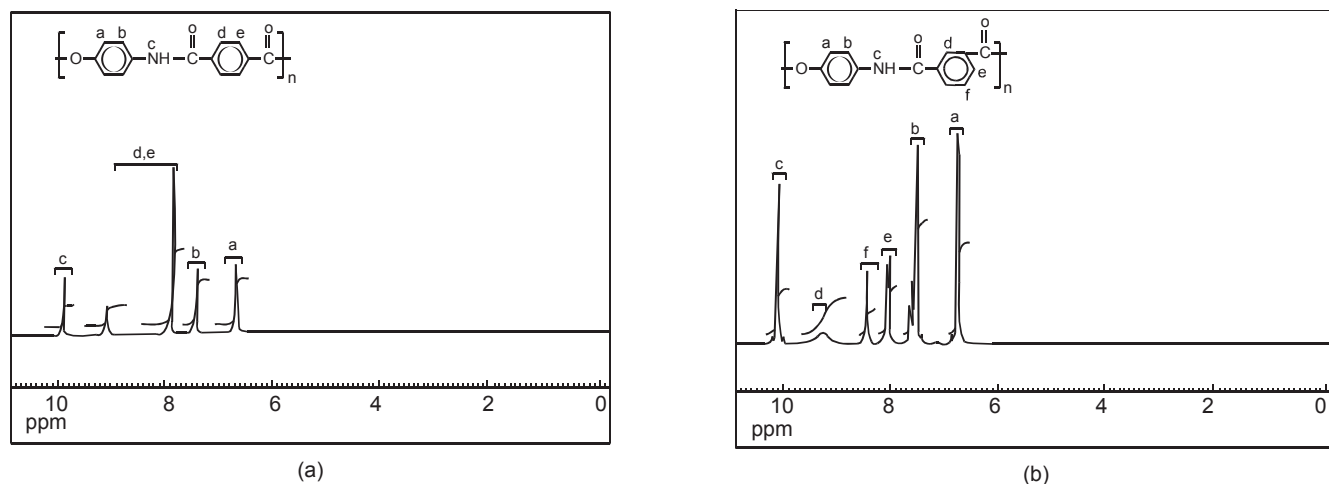 a b c o d e o
O NH C C n
d,e
c b a
10 8 6 4 2 0
ppm
(a)
o
a b c o d C
O NH C e
f n
a
b
c
f e
d
10 8 6 4 2 0
ppm
(b)